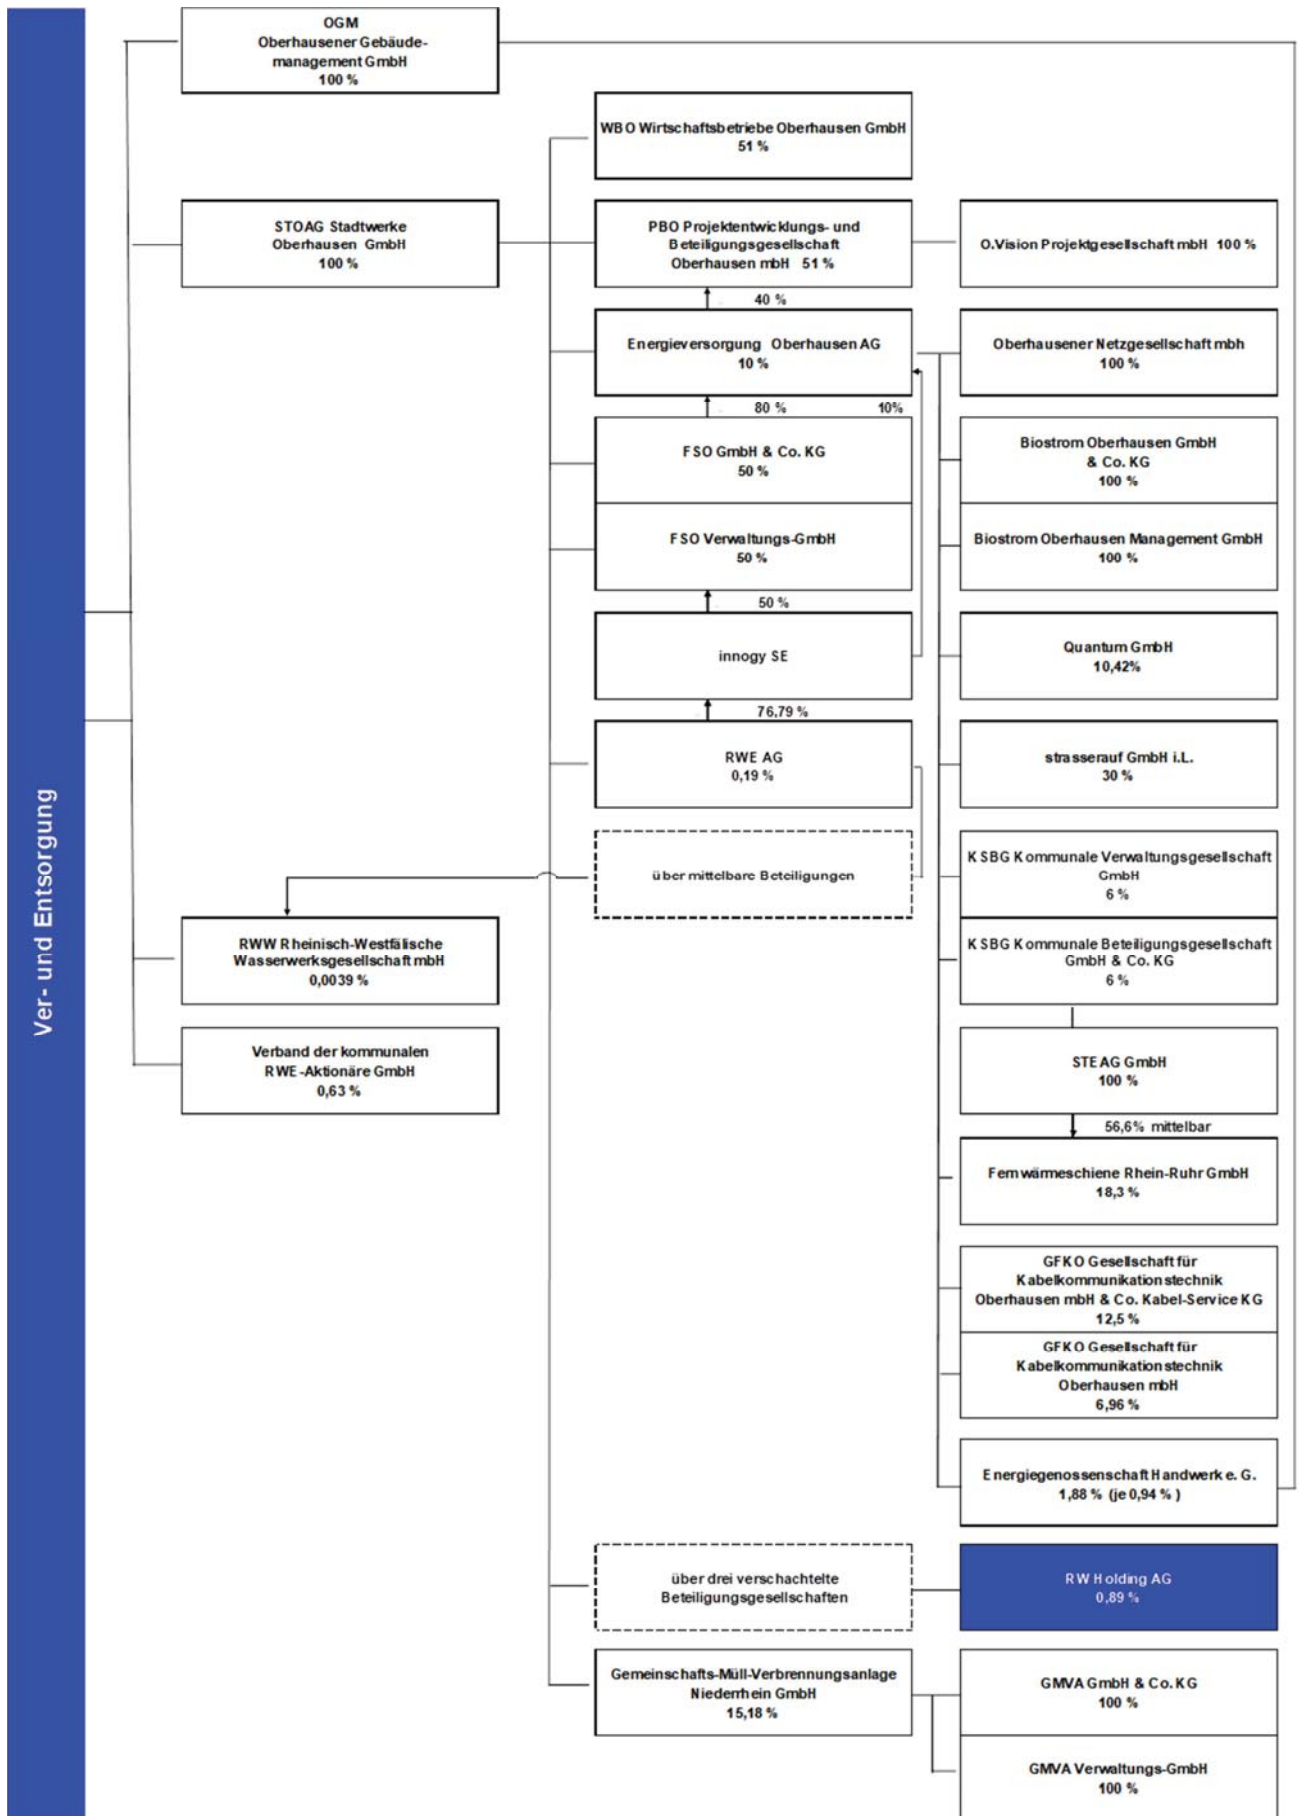 Ver- und Entsorgung
OGM
Oberhausener Gebäude-
management GmbH
100 %
WBO Wirtschaftsbetriebe Oberhausen GmbH
51 %
STOAG Stadtwerke
Oberhausen GmbH
100 %
PBO Projektentwicklungs- und
Beteiligungsgesellschaft
Oberhausen mbH 51 %
O.Vision Projektgesellschaft mbH 100 %
40 %
Energieversorgung Oberhausen AG
10 %
Oberhausener Netzgesellschaft mbh
100 %
80 %
10%
FSO GmbH & Co. KG
50 %
Biostrom Oberhausen GmbH
& Co. KG
100 %
FSO Verwaltungs-GmbH
50 %
Biostrom Oberhausen Management GmbH
100 %
50 %
innogy SE
Quantum GmbH
10,42%
76,79 %
RWE AG
0,19 %
strasserauf GmbH i.L.
30 %
über mittelbare Beteiligungen
KSBG Kommunale Verwaltungsgesellschaft
GmbH
6 %
RWW Rheinisch-Westfälische
Wasserwerksgesellschaft mbH
0,0039 %
KSBG Kommunale Beteiligungsgesellschaft
GmbH & Co. KG
6 %
Verband der kommunalen
RWE-Aktionäre GmbH
0,63 %
STEAG GmbH
100 %
56,6% mittelbar
Fernwärmeschiene Rhein-Ruhr GmbH
18,3 %
GFKO Gesellschaft für
Kabelkommunikationstechnik
Oberhausen mbH & Co. Kabel-Service KG
12,5 %
GFKO Gesellschaft für
Kabelkommunikationstechnik
Oberhausen mbH
6,96 %
Energiegenossenschaft Handwerk e. G.
1,88 % (je 0,94 % )
über drei verschachtelte
Beteiligungsgesellschaften
RW Holding AG
0,89 %
Gemeinschafts-Müll-Verbrennungsanlage
Niederrhein GmbH
15,18 %
GMVA GmbH & Co. KG
100 %
GMVA Verwaltungs-GmbH
100 %